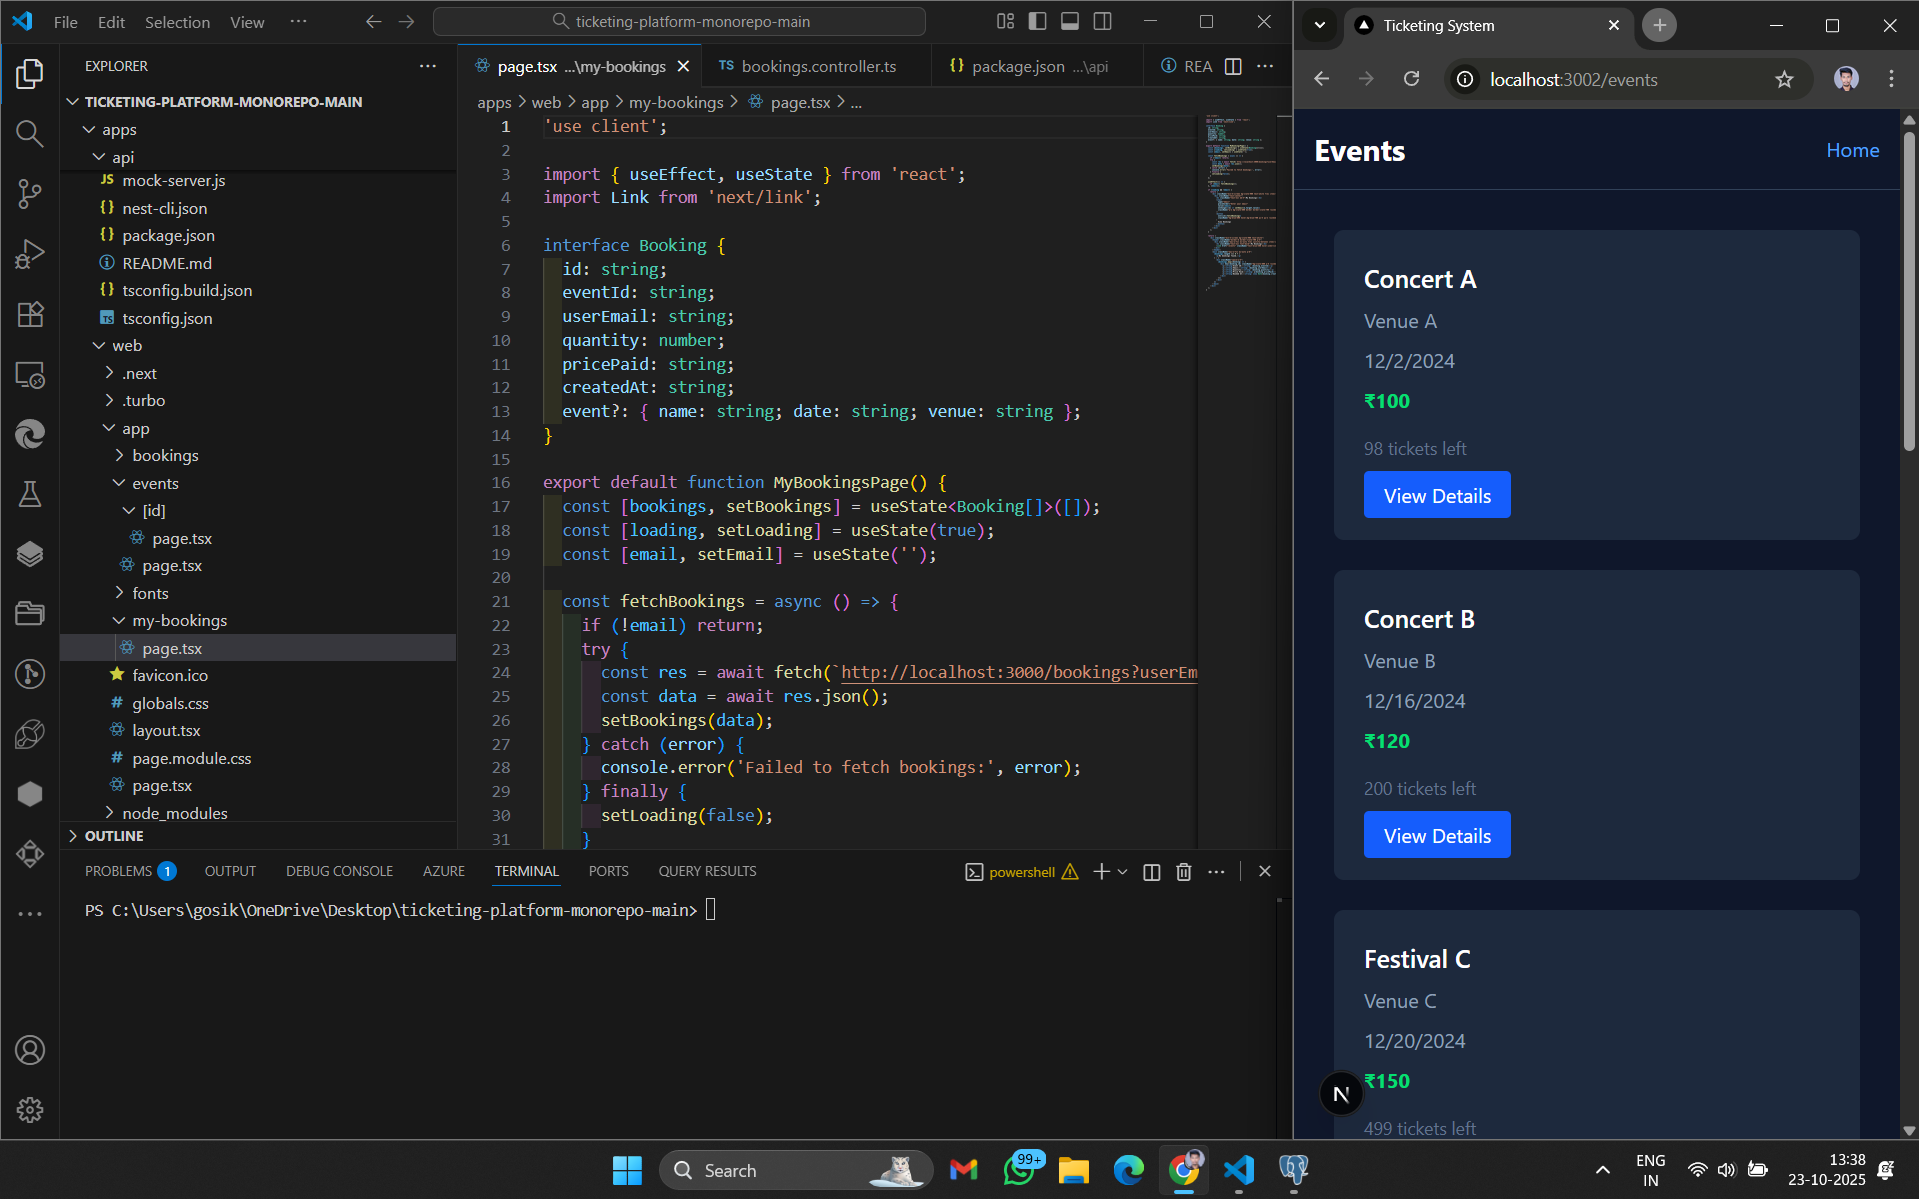 File Edit Selection View ··· ticketing-platform-monorepo-main
EXPLORER
TICKETING-PLATFORM-MONOREPO-MAIN
apps
api
mock-server.js
nest-cli.json
package.json
README.md
tsconfig.build.json
tsconfig.json
web
.next
.turbo
app
bookings
events
[id]
page.tsx
page.tsx
fonts
my-bookings
page.tsx
favicon.ico
globals.css
layout.tsx
page.module.css
page.tsx
node_modules
OUTLINE
page.tsx ...\my-bookings
TS bookings.controller.ts
{} package.json ...\api
REA
apps > web > app > my-bookings > page.tsx > ...
1 'use client';
2
3 import { useEffect, useState } from 'react';
4 import Link from 'next/link';
5
6 interface Booking {
7 id: string;
8 eventId: string;
9 userEmail: string;
10 quantity: number;
11 pricePaid: string;
12 createdAt: string;
13 event?: { name: string; date: string; venue: string };
14 }
15
16 export default function MyBookingsPage() {
17 const [bookings, setBookings] = useState<Booking[]>([]);
18 const [loading, setLoading] = useState(true);
19 const [email, setEmail] = useState('');
20
21 const fetchBookings = async () => {
22 if (!email) return;
23 try {
24 const res = await fetch(`http://localhost:3000/bookings?userEm
25 const data = await res.json();
26 setBookings(data);
27 } catch (error) {
28 console.error('Failed to fetch bookings:', error);
29 } finally {
30 setLoading(false);
31 }
PROBLEMS 1 OUTPUT DEBUG CONSOLE AZURE TERMINAL PORTS QUERY RESULTS
powershell
PS C:\Users\gosik\OneDrive\Desktop\ticketing-platform-monorepo-main>
Ticketing System
localhost:3002/events
Events
Home
Concert A
Venue A
12/2/2024
₹100
98 tickets left
View Details
Concert B
Venue B
12/16/2024
₹120
200 tickets left
View Details
Festival C
Venue C
12/20/2024
₹150
499 tickets left
N
Search
99+
ENG
IN
13:38
23-10-2025